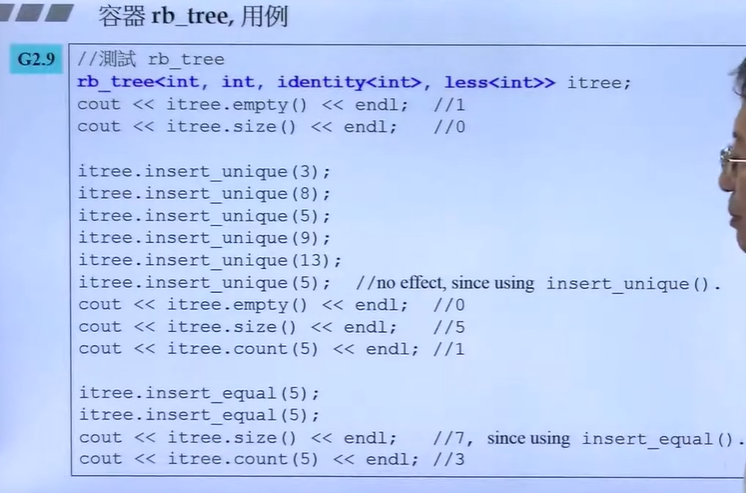 容器 rb_tree, 用例
G2.9
//測試 rb_tree
rb_tree<int, int, identity<int>, less<int>> itree;
cout << itree.empty() << endl;  //1
cout << itree.size() << endl;   //0
itree.insert_unique(3);
itree.insert_unique(8);
itree.insert_unique(5);
itree.insert_unique(9);
itree.insert_unique(13);
itree.insert_unique(5);  //no effect, since using insert_unique().
cout << itree.empty() << endl;  //0
cout << itree.size() << endl;   //5
cout << itree.count(5) << endl; //1
itree.insert_equal(5);
itree.insert_equal(5);
cout << itree.size() << endl;   //7, since using insert_equal().
cout << itree.count(5) << endl; //3